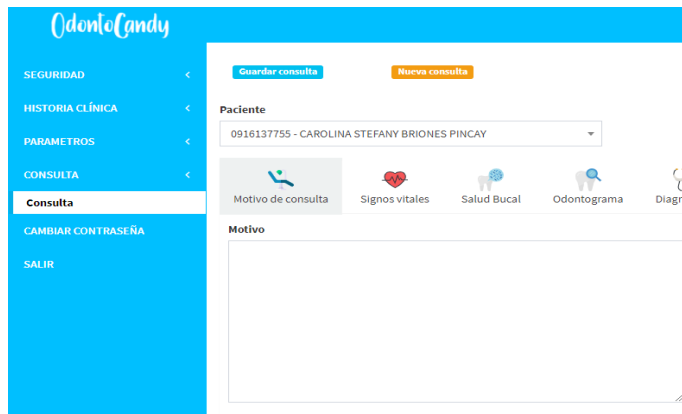 OdontoCandy
SEGURIDAD
HISTORIA CLÍNICA
PARAMETROS
CONSULTA
Consulta
CAMBIAR CONTRASEÑA
SALIR
Guardar consulta Nueva consulta
Paciente
0916137755 - CAROLINA STEFANY BRIONES PINCAY
Motivo de consulta Signos vitales Salud Bucal Odontograma Diagn
Motivo